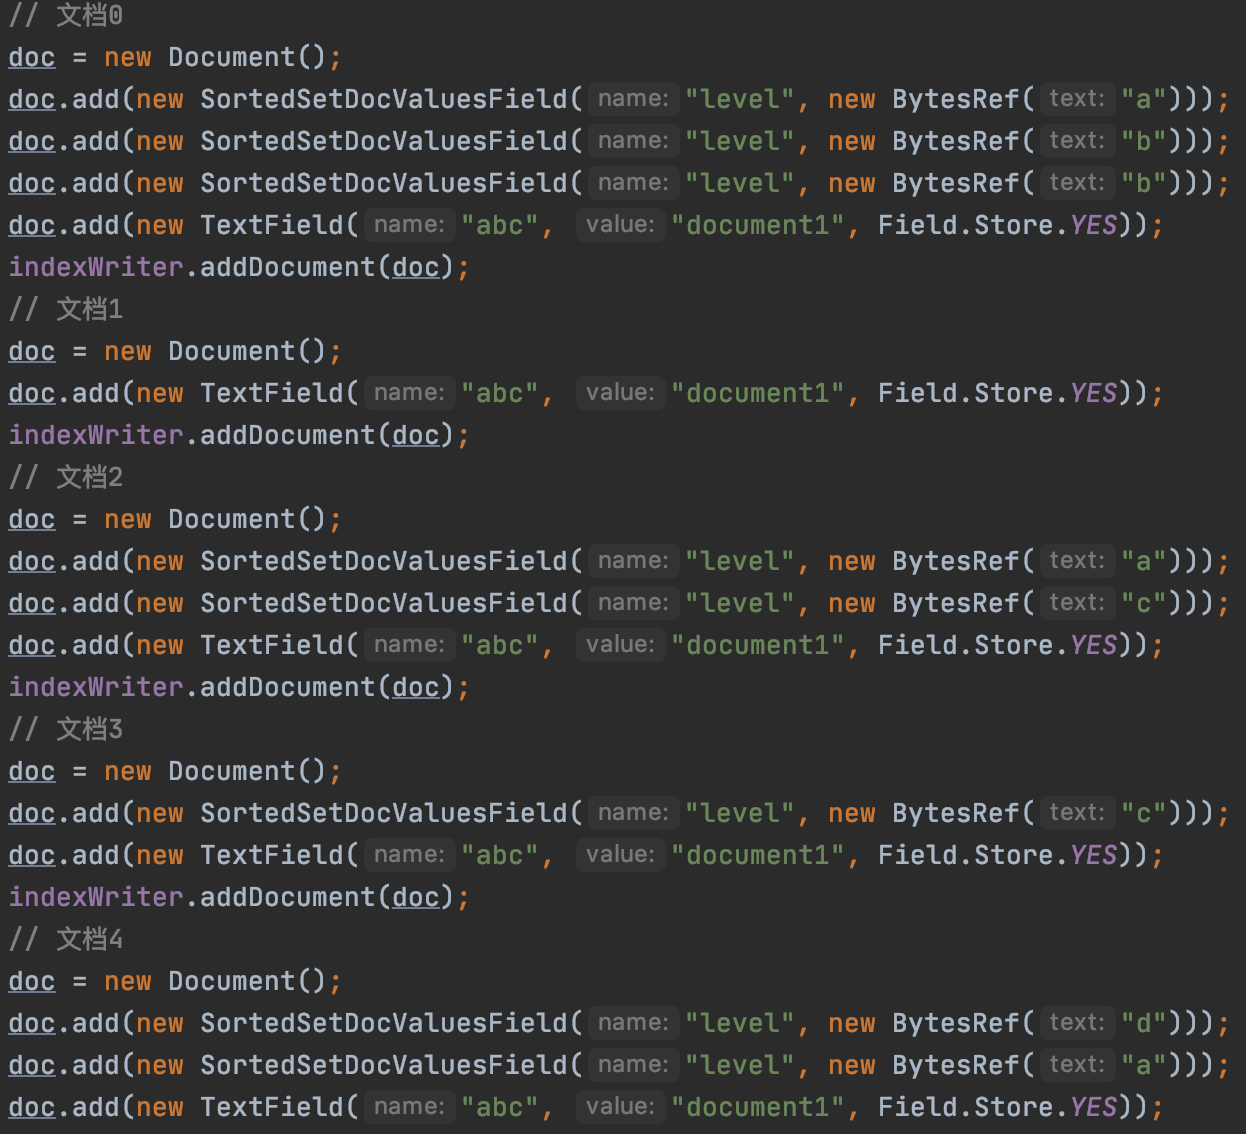 // 文档0
doc = new Document();
doc.add(new SortedSetDocValuesField( name: "level", new BytesRef( text: "a")));
doc.add(new SortedSetDocValuesField( name: "level", new BytesRef( text: "b")));
doc.add(new SortedSetDocValuesField( name: "level", new BytesRef( text: "b")));
doc.add(new TextField( name: "abc", value: "document1", Field.Store.YES));
indexWriter.addDocument(doc);
// 文档1
doc = new Document();
doc.add(new TextField( name: "abc", value: "document1", Field.Store.YES));
indexWriter.addDocument(doc);
// 文档2
doc = new Document();
doc.add(new SortedSetDocValuesField( name: "level", new BytesRef( text: "a")));
doc.add(new SortedSetDocValuesField( name: "level", new BytesRef( text: "c")));
doc.add(new TextField( name: "abc", value: "document1", Field.Store.YES));
indexWriter.addDocument(doc);
// 文档3
doc = new Document();
doc.add(new SortedSetDocValuesField( name: "level", new BytesRef( text: "c")));
doc.add(new TextField( name: "abc", value: "document1", Field.Store.YES));
indexWriter.addDocument(doc);
// 文档4
doc = new Document();
doc.add(new SortedSetDocValuesField( name: "level", new BytesRef( text: "d")));
doc.add(new SortedSetDocValuesField( name: "level", new BytesRef( text: "a")));
doc.add(new TextField( name: "abc", value: "document1", Field.Store.YES));